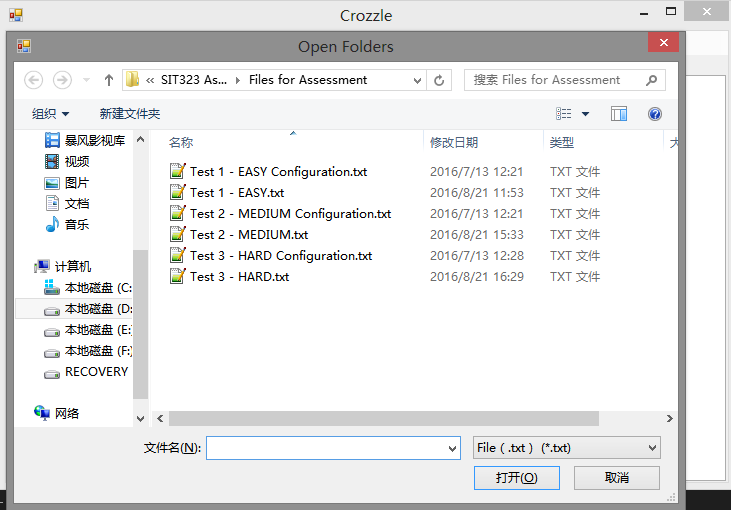 Crozzle
Open Folders
« SIT323 As... Files for Assessment
搜索 Files for Assessment
组织 新建文件夹
暴风影视库
视频
图片
文档
音乐
计算机
本地磁盘 (C:
本地磁盘 (D:
本地磁盘 (E:
本地磁盘 (F:
RECOVERY
网络
名称 修改日期 类型
Test 1 - EASY Configuration.txt 2016/7/13 12:21 TXT 文件
Test 1 - EASY.txt 2016/8/21 11:53 TXT 文件
Test 2 - MEDIUM Configuration.txt 2016/7/13 12:21 TXT 文件
Test 2 - MEDIUM.txt 2016/8/21 15:33 TXT 文件
Test 3 - HARD Configuration.txt 2016/7/13 12:28 TXT 文件
Test 3 - HARD.txt 2016/8/21 16:29 TXT 文件
文件名(N): File ( .txt ) (*.txt)
打开(O) 取消